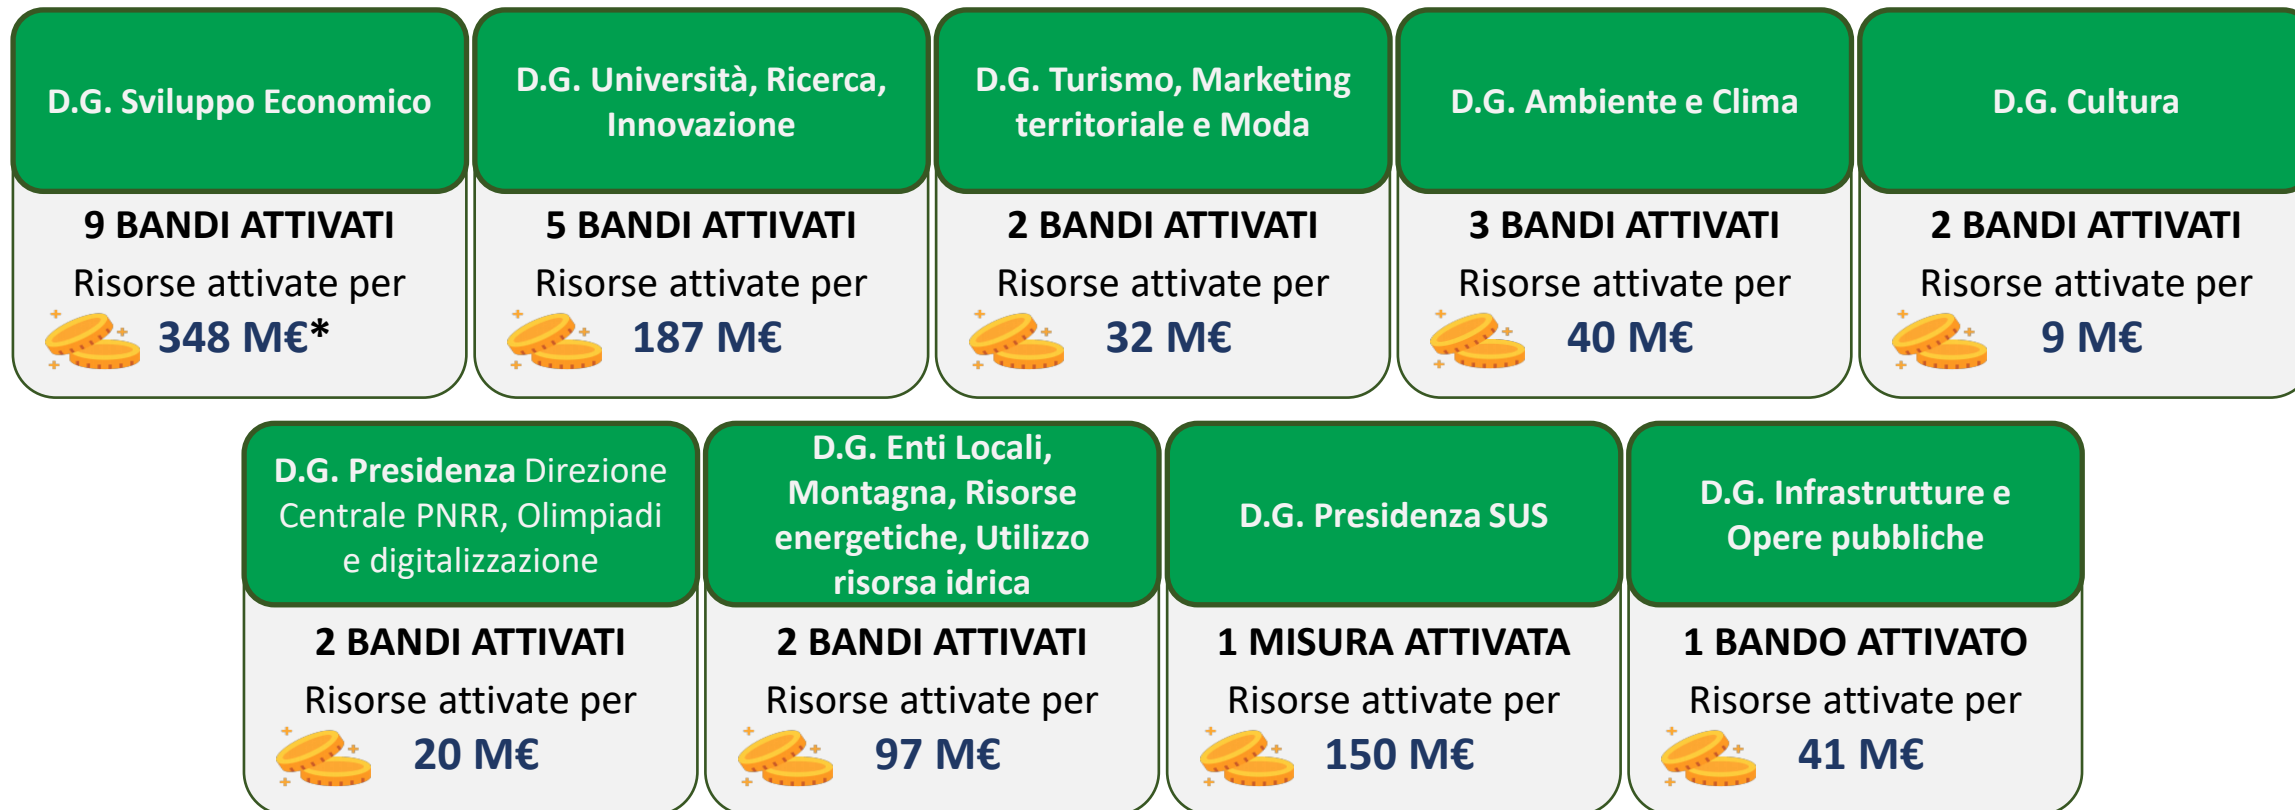 D.G. Sviluppo Economico
9 BANDI ATTIVATI
Risorse attivate per
348 M€*
D.G. Università, Ricerca,
Innovazione
5 BANDI ATTIVATI
Risorse attivate per
187 M€
D.G. Turismo, Marketing
territoriale e Moda
2 BANDI ATTIVATI
Risorse attivate per
32 M€
D.G. Ambiente e Clima
3 BANDI ATTIVATI
Risorse attivate per
40 M€
D.G. Cultura
2 BANDI ATTIVATI
Risorse attivate per
9 M€
D.G. Presidenza Direzione
Centrale PNRR, Olimpiadi
e digitalizzazione
2 BANDI ATTIVATI
Risorse attivate per
20 M€
D.G. Enti Locali,
Montagna, Risorse
energetiche, Utilizzo
risorsa idrica
2 BANDI ATTIVATI
Risorse attivate per
97 M€
D.G. Presidenza SUS
1 MISURA ATTIVATA
Risorse attivate per
150 M€
D.G. Infrastrutture e
Opere pubbliche
1 BANDO ATTIVATO
Risorse attivate per
41 M€